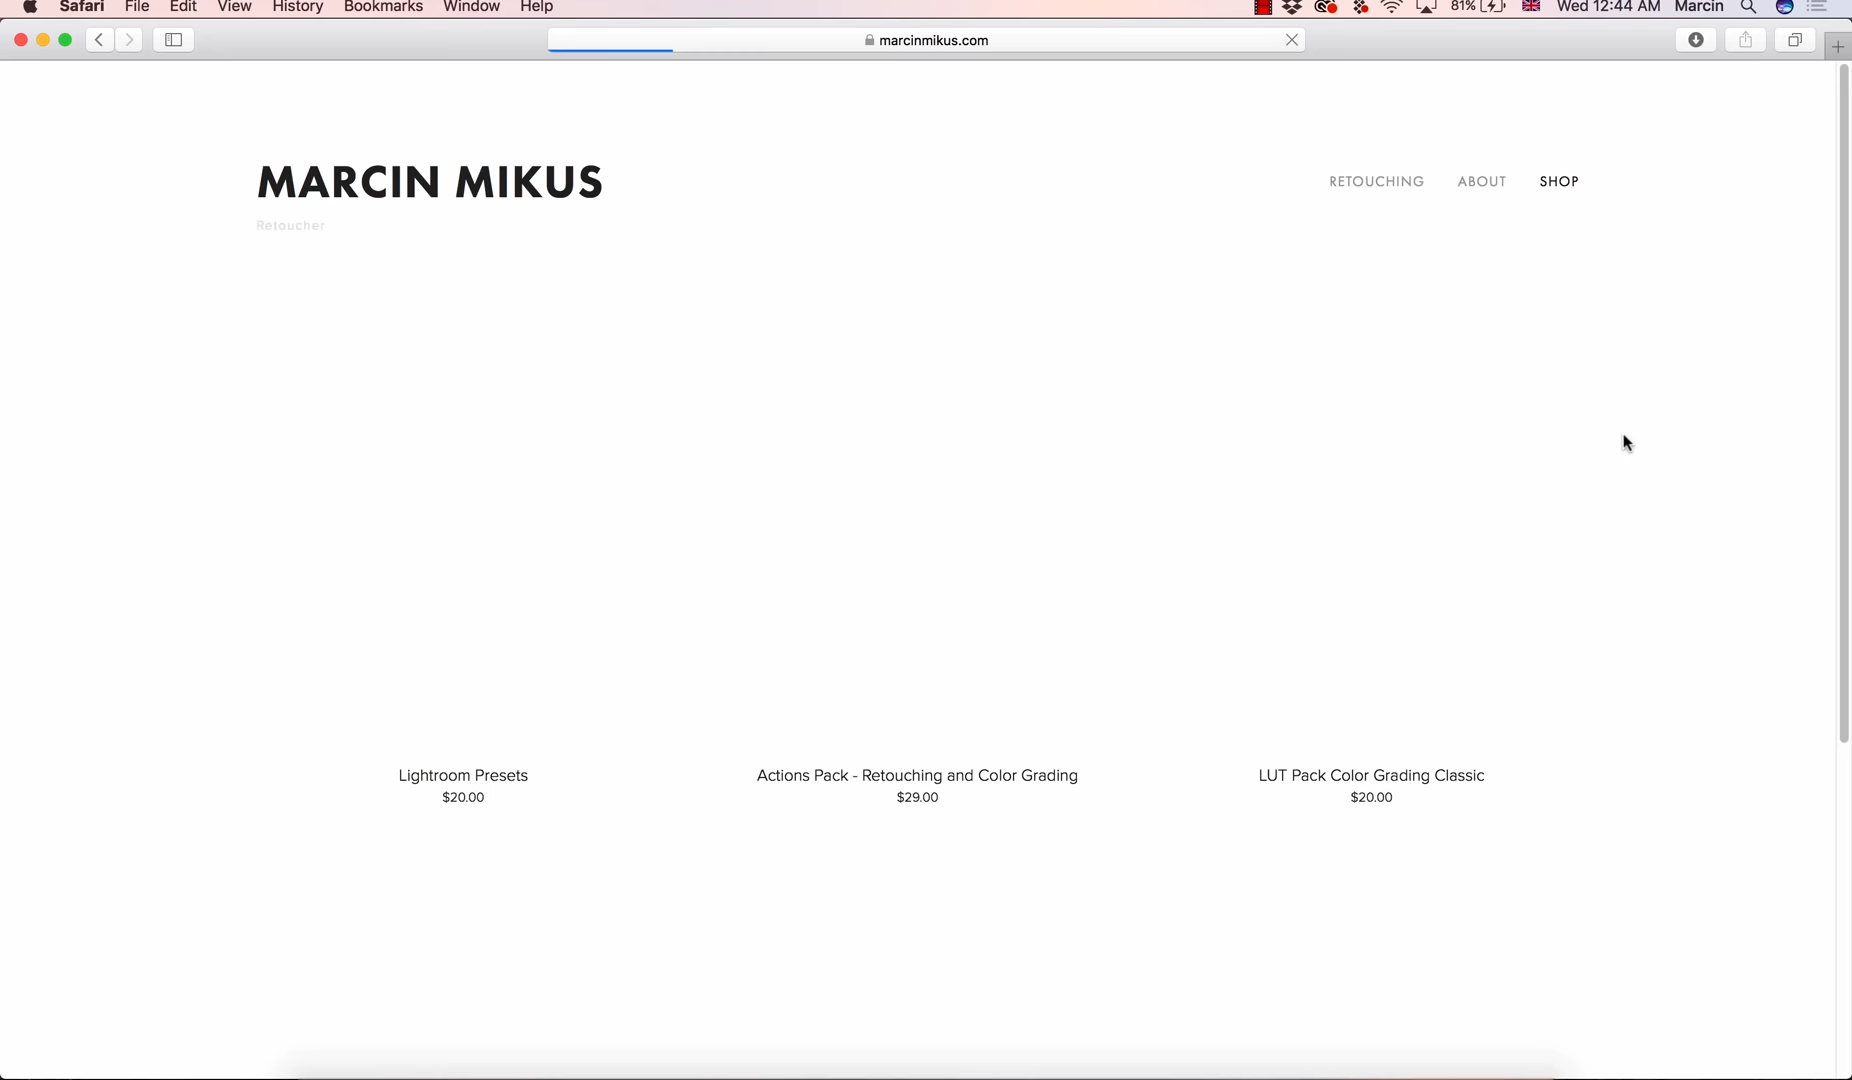 Safari File Edit View History Bookmarks Window Help 81% Wed 12:44 AM Marcin
marcinmikus.com
MARCIN MIKUS
RETOUCHING ABOUT SHOP
Retoucher
Lightroom Presets Actions Pack - Retouching and Color Grading LUT Pack Color Grading Classic
$20.00 $29.00 $20.00